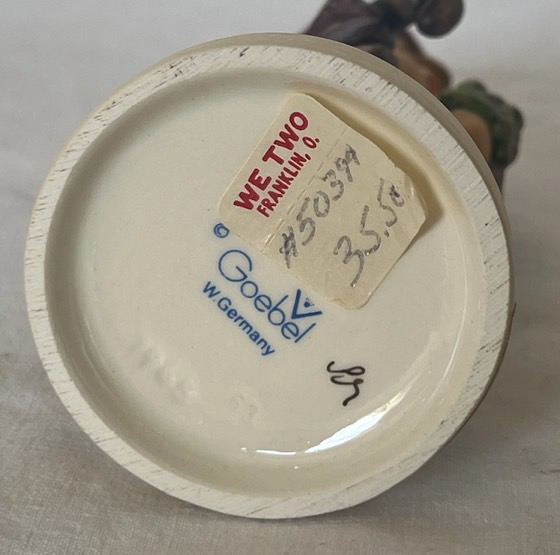 WE TWO
FRANKLIN, O.
#50394
35.50
©
Goebel
W. Germany